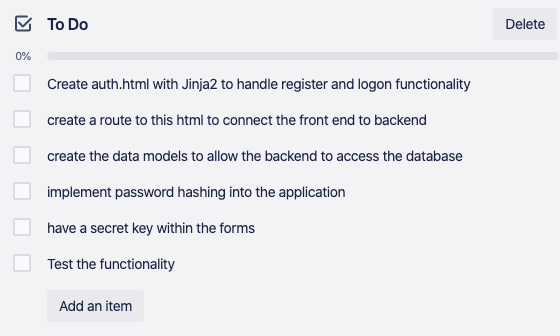 To Do
Delete
0%
Create auth.html with Jinja2 to handle register and logon functionality
create a route to this html to connect the front end to backend
create the data models to allow the backend to access the database
implement password hashing into the application
have a secret key within the forms
Test the functionality
Add an item